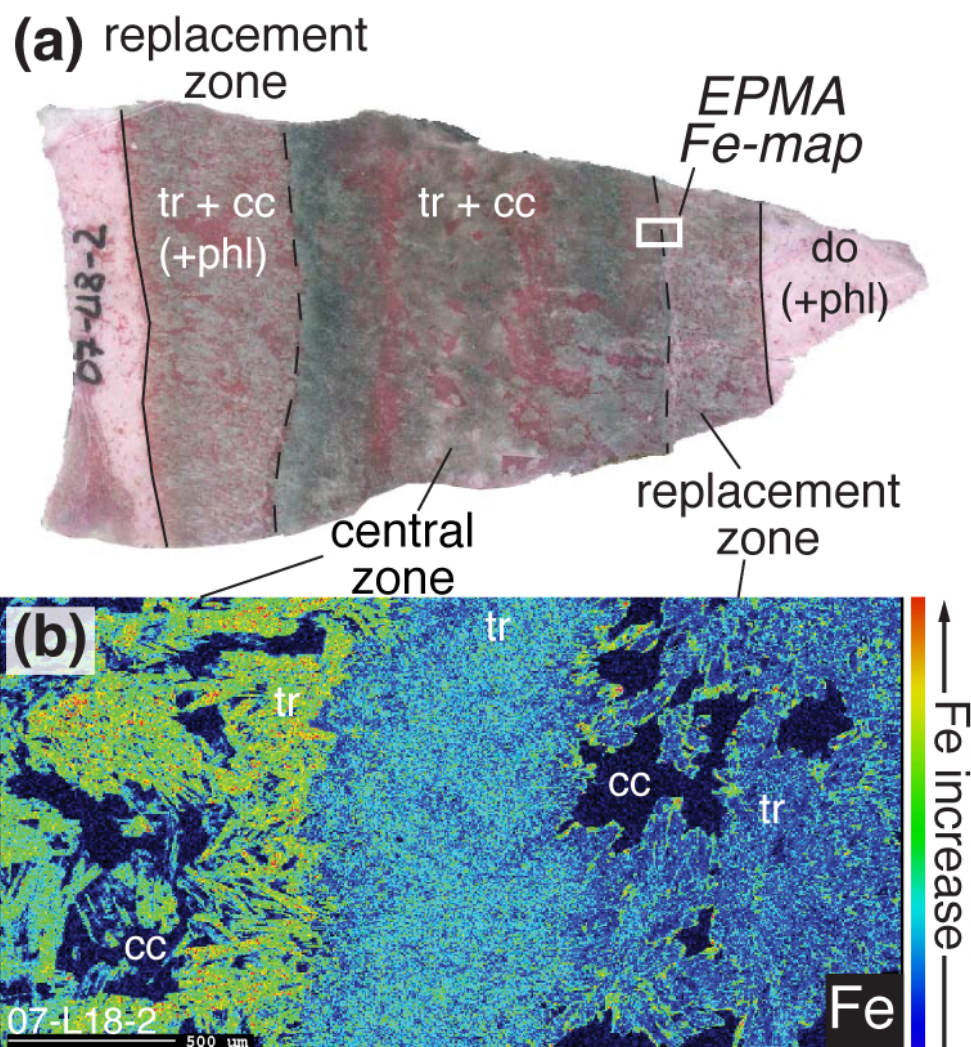 (a) replacement
zone
EPMA
Fe-map
tr + cc
(+phl)
tr + cc
do
(+phl)
07-L18-2
replacement
zone
central
zone
(b)
tr
tr
cc
tr
cc
Fe increase
07-L18-2
500 um
Fe